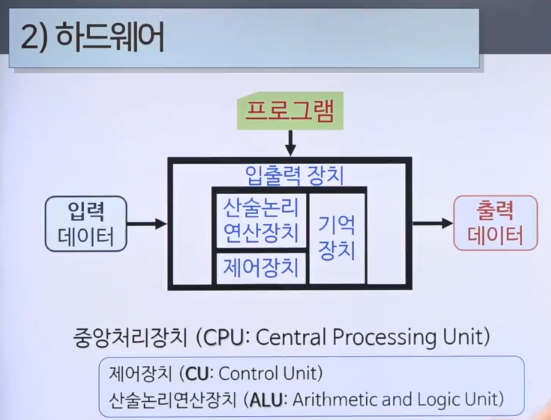 2) 하드웨어
프로그램
입출력 장치
입력
데이터
산술논리
연산장치
제어장치
기억
장치
출력
데이터
중앙처리장치 (CPU: Central Processing Unit)
제어장치 (CU: Control Unit)
산술논리연산장치 (ALU: Arithmetic and Logic Unit)